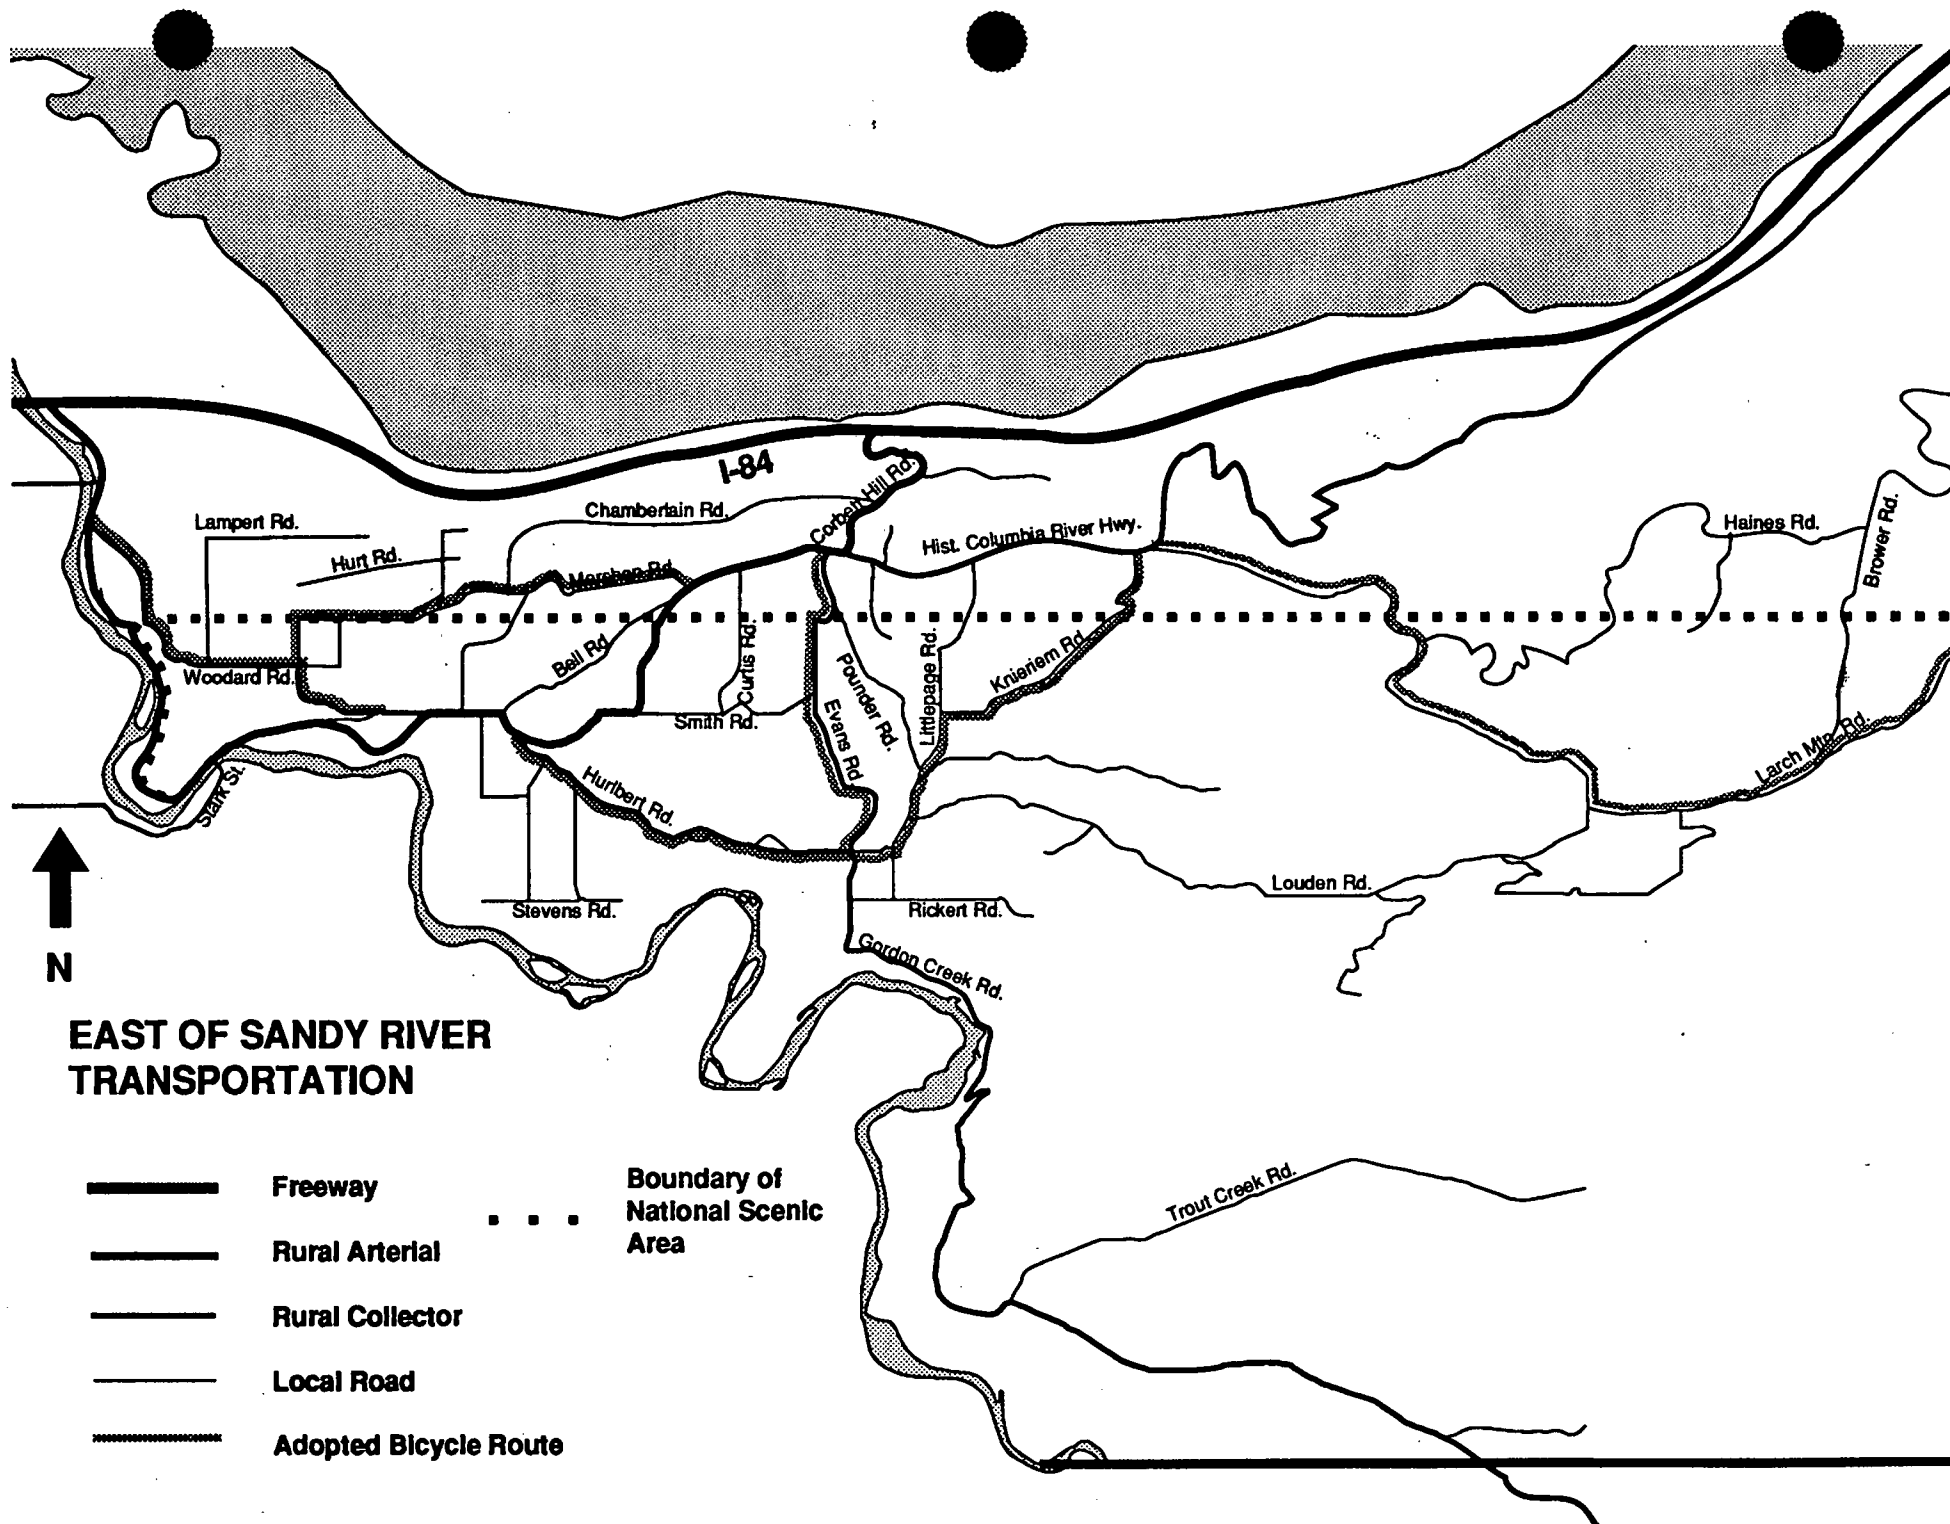 I-84
Chamberlain Rd.
Corbett Hill Rd.
Lampert Rd.
Hurt Rd.
Hist. Columbia River Hwy.
Haines Rd.
Brower Rd.
Mershon Rd.
Bell Rd.
Curtis Rd.
Woodard Rd.
Smith Rd.
Pounder Rd.
Evans Rd
Littlepage Rd.
Knieriem Rd.
Larch Mtn. Rd.
Stark St.
Hurlbert Rd.
Louden Rd.
Stevens Rd.
Rickert Rd.
Gordon Creek Rd.
N
EAST OF SANDY RIVER
TRANSPORTATION
Trout Creek Rd.
Freeway
Rural Arterial
Rural Collector
Local Road
Adopted Bicycle Route
Boundary of
National Scenic
Area